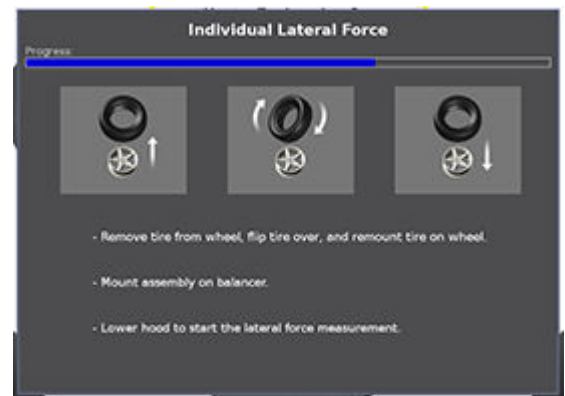 Individual Lateral Force
Progress:
- Remove tire from wheel, flip tire over, and remount tire on wheel.
- Mount assembly on balancer.
- Lower hood to start the lateral force measurement.